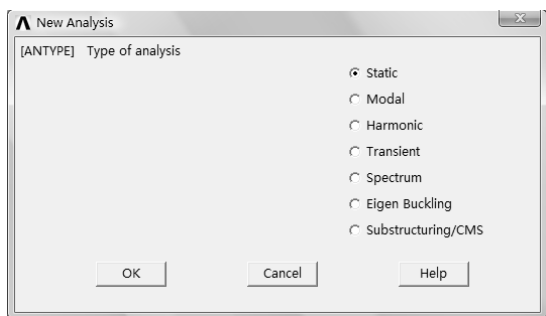 New Analysis
[ANTYPE] Type of analysis
Static
Modal
Harmonic
Transient
Spectrum
Eigen Buckling
Substructuring/CMS
OK Cancel Help